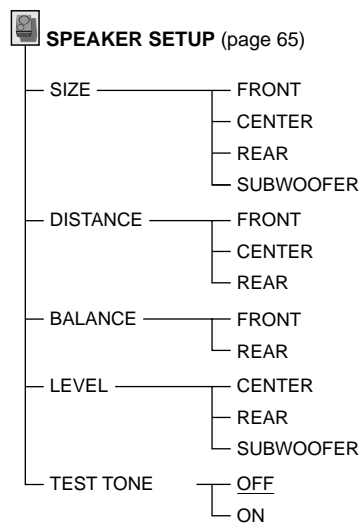 SPEAKER SETUP (page 65)
SIZE FRONT
CENTER
REAR
SUBWOOFER
DISTANCE FRONT
CENTER
REAR
BALANCE FRONT
REAR
LEVEL CENTER
REAR
SUBWOOFER
TEST TONE OFF
ON